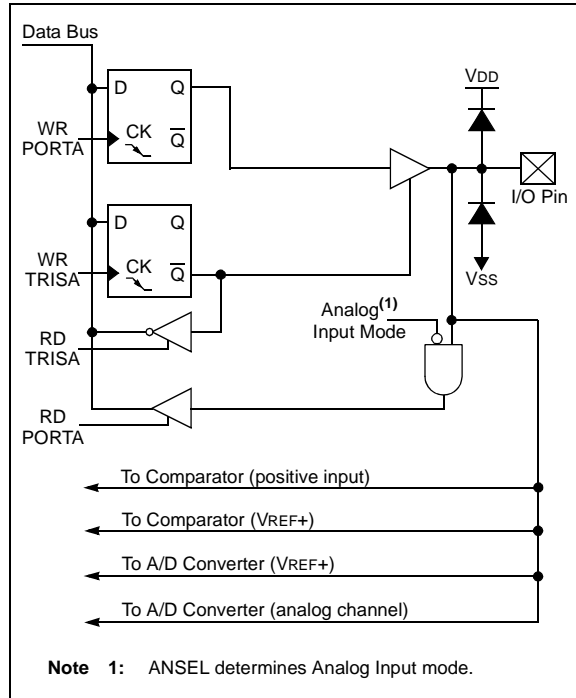 Data Bus
D Q
WR
PORTA
CK Q
VDD
I/O Pin
D Q
WR
TRISA
CK Q
VSS
Analog(1)
Input Mode
RD
TRISA
RD
PORTA
To Comparator (positive input)
To Comparator (VREF+)
To A/D Converter (VREF+)
To A/D Converter (analog channel)
Note 1: ANSEL determines Analog Input mode.